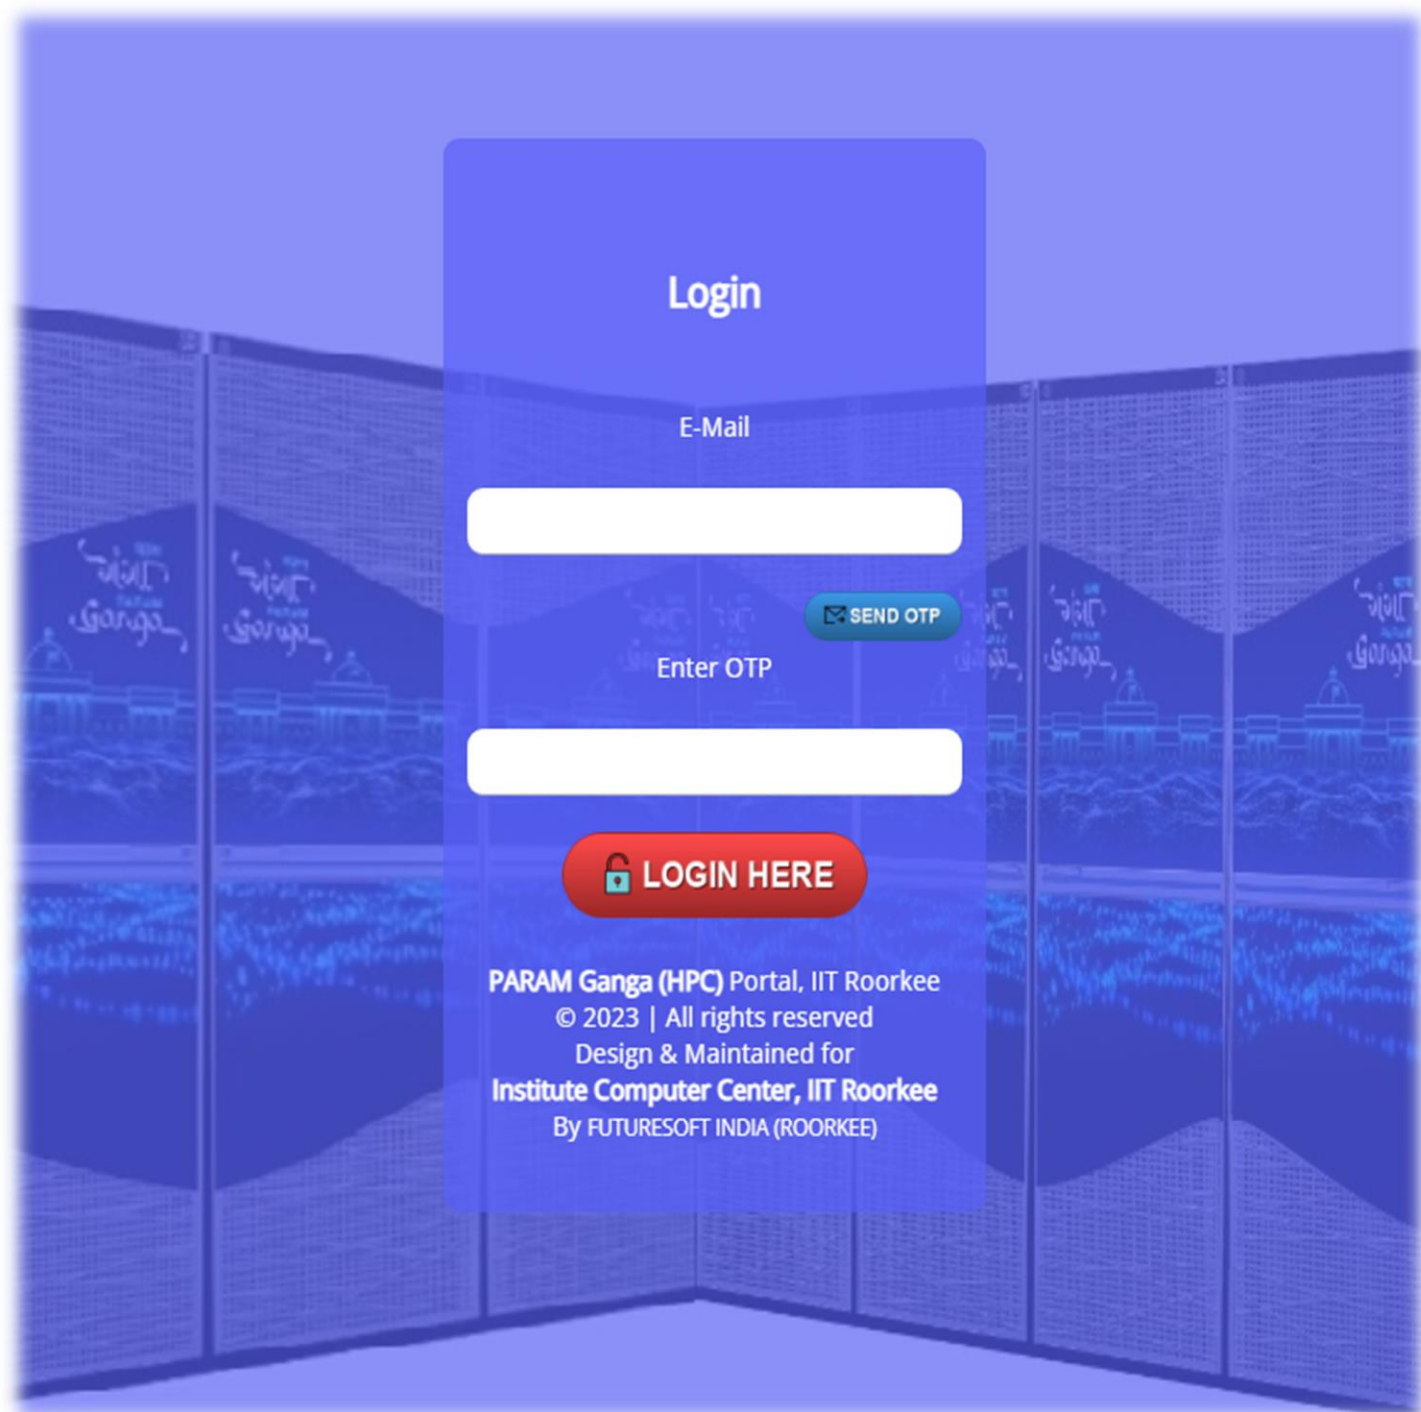 Login
E-Mail
SEND OTP
Enter OTP
LOGIN HERE
PARAM Ganga (HPC) Portal, IIT Roorkee
© 2023 | All rights reserved
Design & Maintained for
Institute Computer Center, IIT Roorkee
By FUTURESOFT INDIA (ROORKEE)